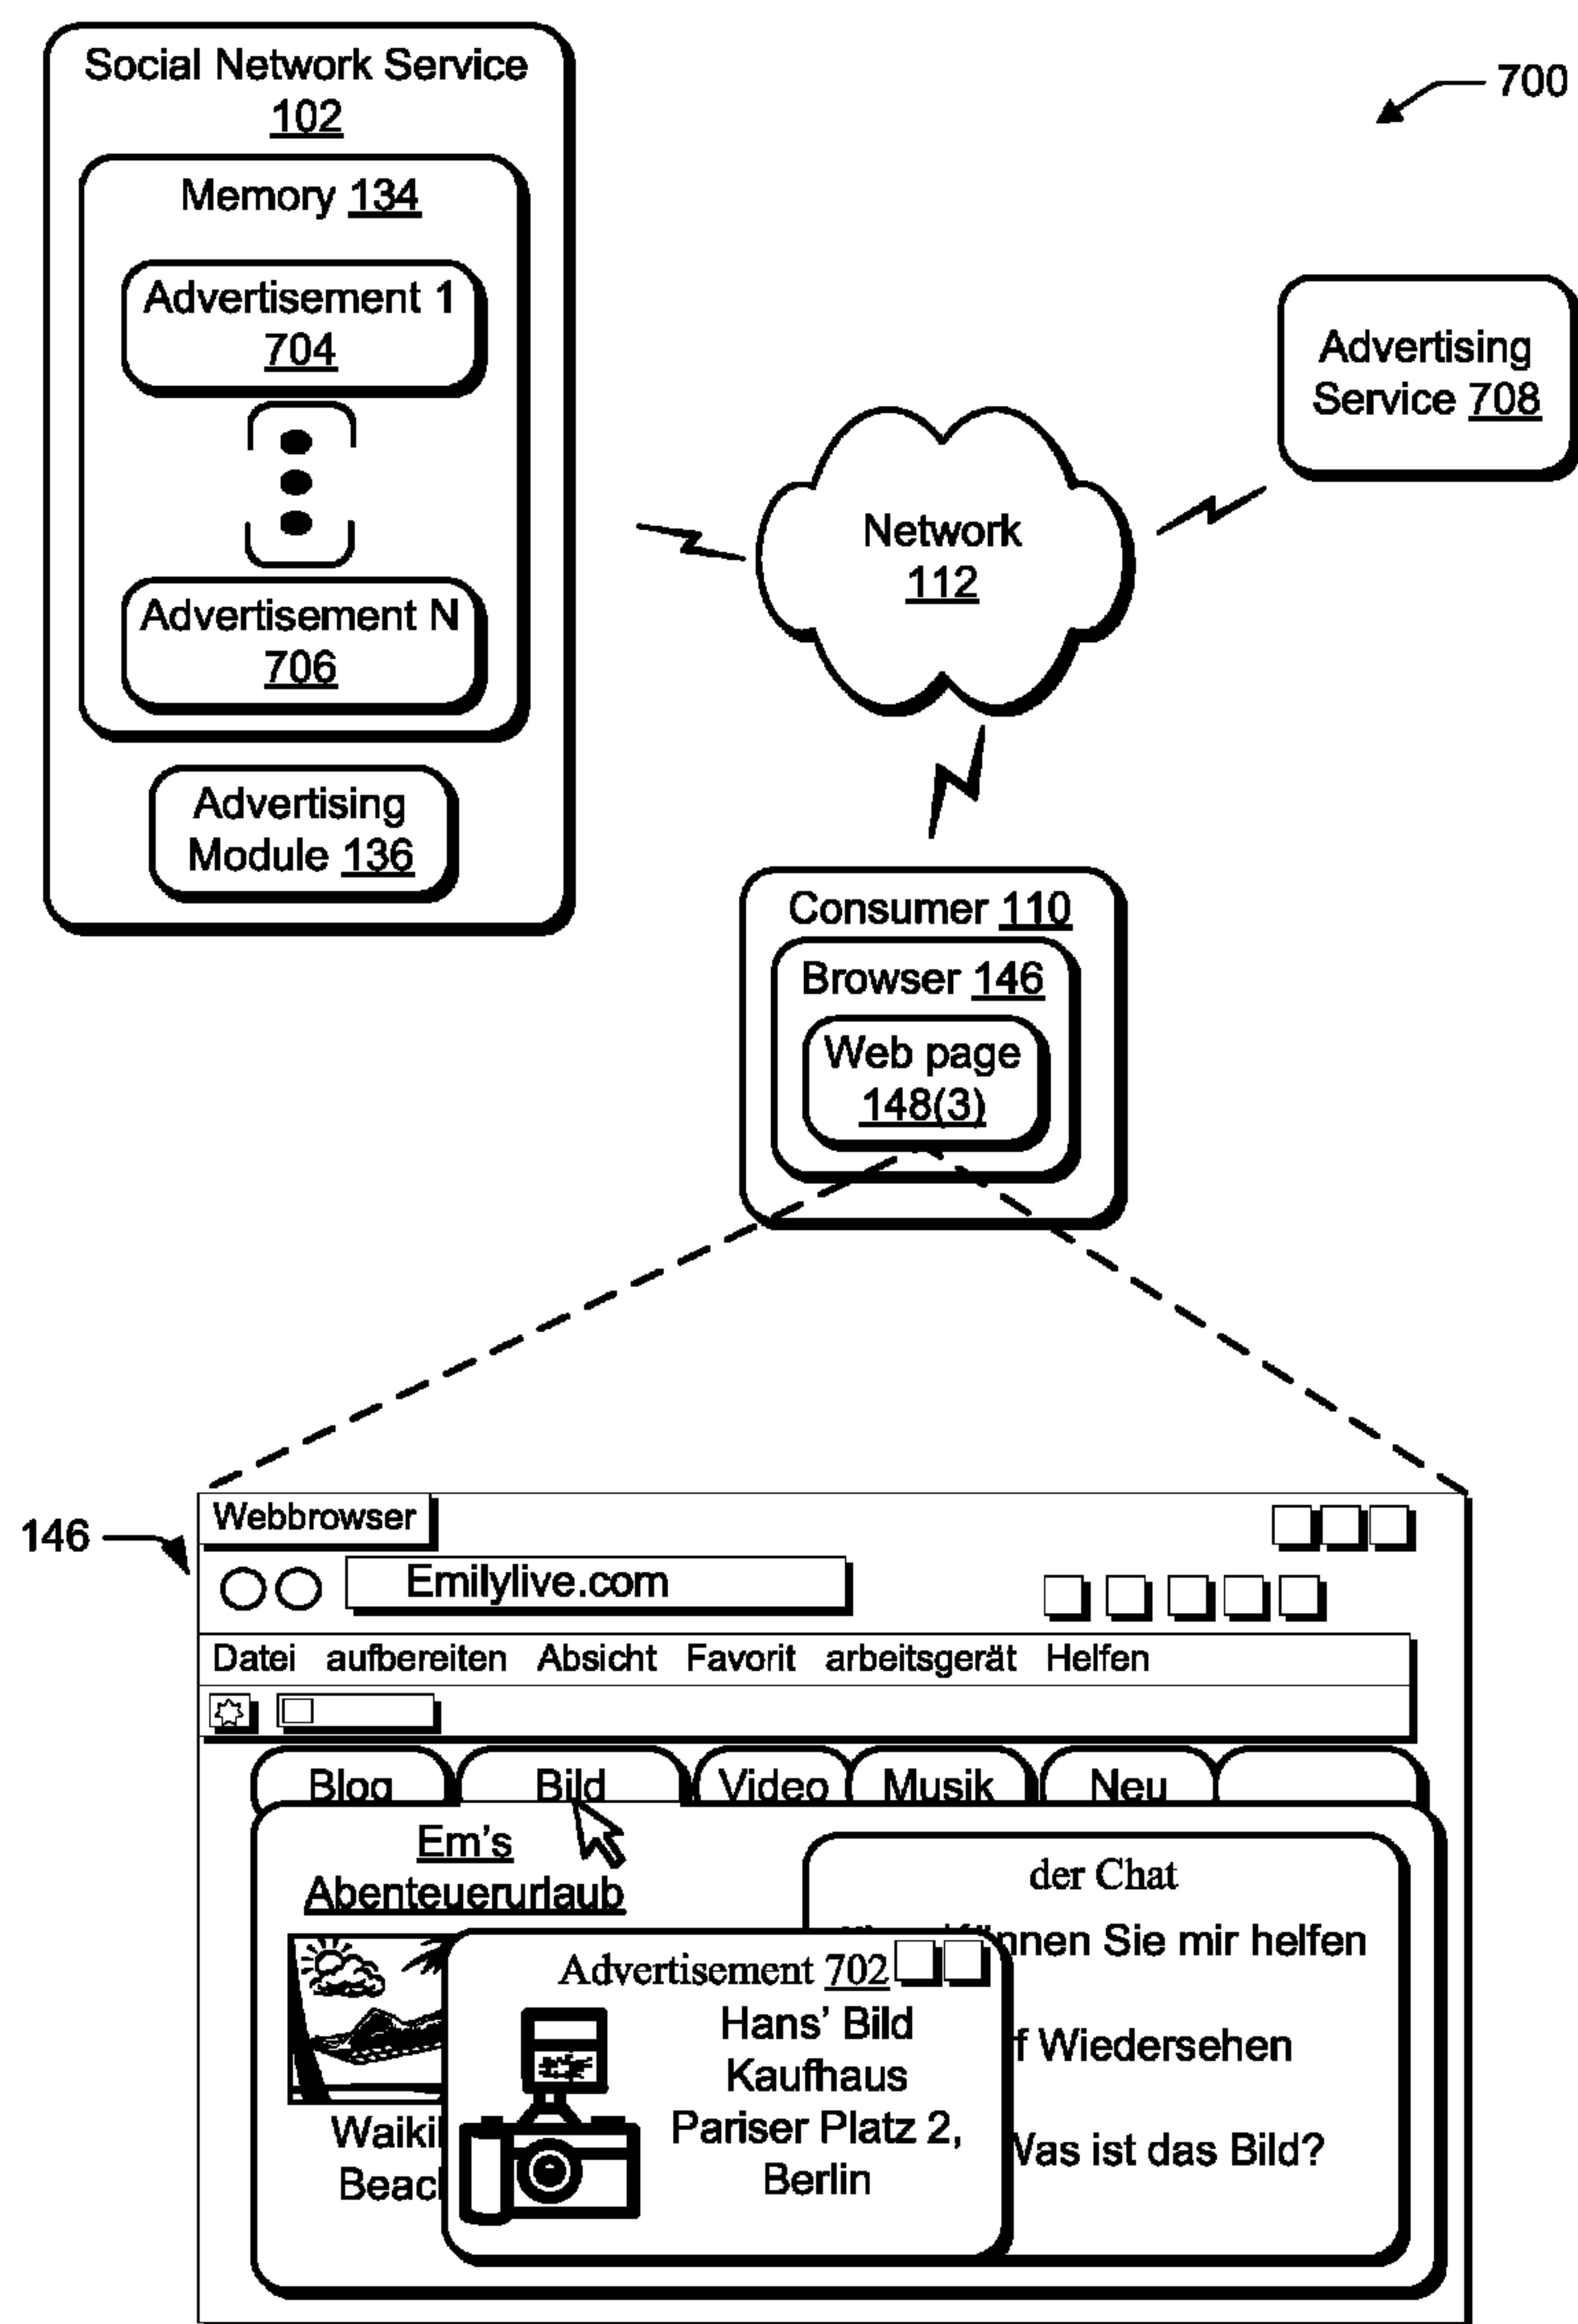 Social Network Service
102
Memory 134
Advertisement 1
704
Advertisement N
706
Advertising
Module 136
700
Advertising
Service 708
Network
112
Consumer 110
Browser 146
Web page
148(3)
146
Webbrowser
Emilylive.com
Datei aufbereiten Absicht Favorit arbeitsgerät Helfen
Blog Bild Video Musik Neu
Em's
Abenteuerurlaub
der Chat
nnen Sie mir helfen
Advertisement 702
Hans' Bild
Kaufhaus
Pariser Platz 2,
Berlin
f Wiedersehen
Was ist das Bild?
Waikil
Beacl